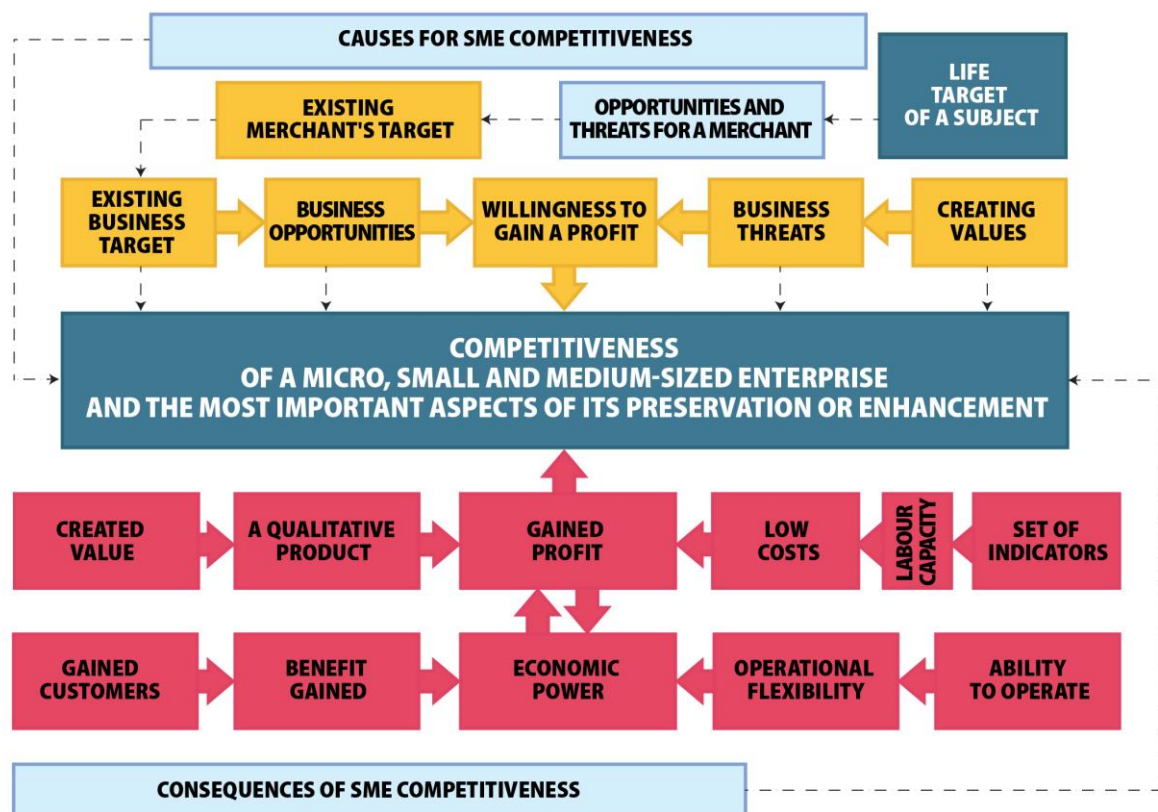 CAUSES FOR SME COMPETITIVENESS
LIFE
TARGET
OF A SUBJECT
EXISTING
MERCHANT'S TARGET
OPPORTUNITIES AND
THREATS FOR A MERCHANT
EXISTING
BUSINESS
TARGET
BUSINESS
OPPORTUNITIES
WILLINGNESS TO
GAIN A PROFIT
BUSINESS
THREATS
CREATING
VALUES
COMPETITIVENESS
OF A MICRO, SMALL AND MEDIUM-SIZED ENTERPRISE
AND THE MOST IMPORTANT ASPECTS OF ITS PRESERVATION OR ENHANCEMENT
CREATED
VALUE
A QUALITATIVE
PRODUCT
GAINED
PROFIT
LOW
COSTS
LABOUR
CAPACITY
SET OF
INDICATORS
GAINED
CUSTOMERS
BENEFIT
GAINED
ECONOMIC
POWER
OPERATIONAL
FLEXIBILITY
ABILITY
TO OPERATE
CONSEQUENCES OF SME COMPETITIVENESS